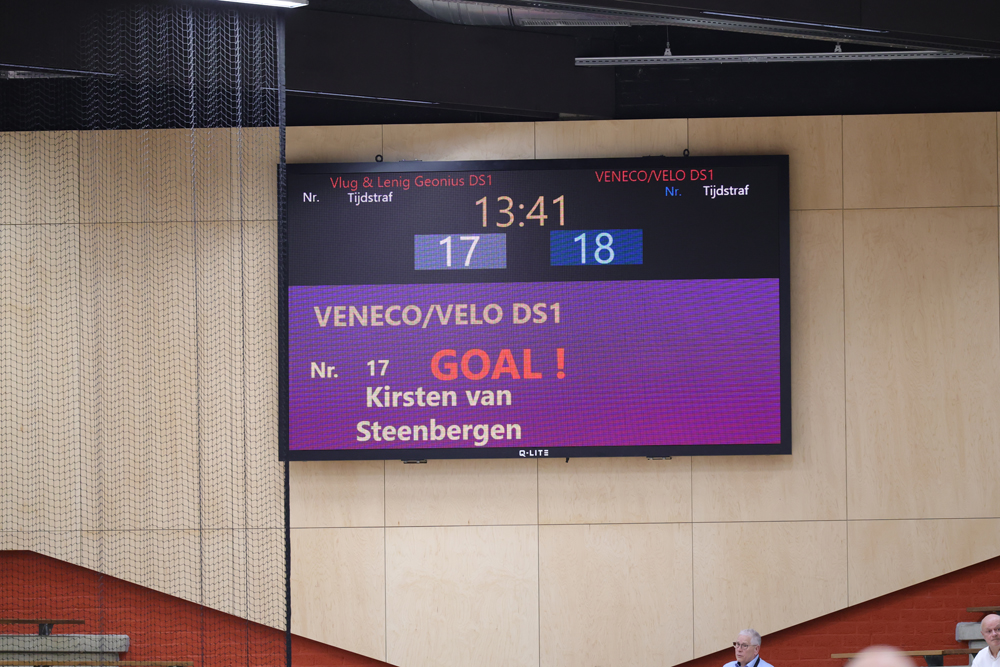 Vlug & Lenig Geonius DS1 VENECO/VELO DS1
Nr. Tijdstraf Nr. Tijdstraf
13:41
17 18
VENECO/VELO DS1
Nr. 17 GOAL !
Kirsten van
Steenbergen
Q-LITE